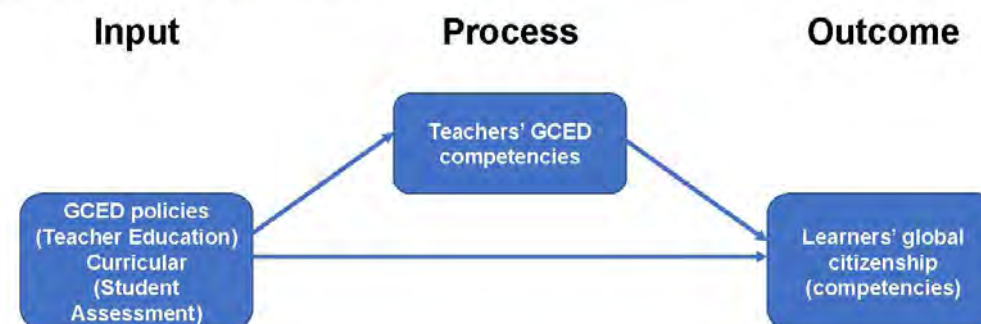 Input
Process
Outcome
Teachers' GCED
competencies
GCED policies
(Teacher Education)
Curricular
(Student
Assessment)
Learners' global
citizenship
(competencies)